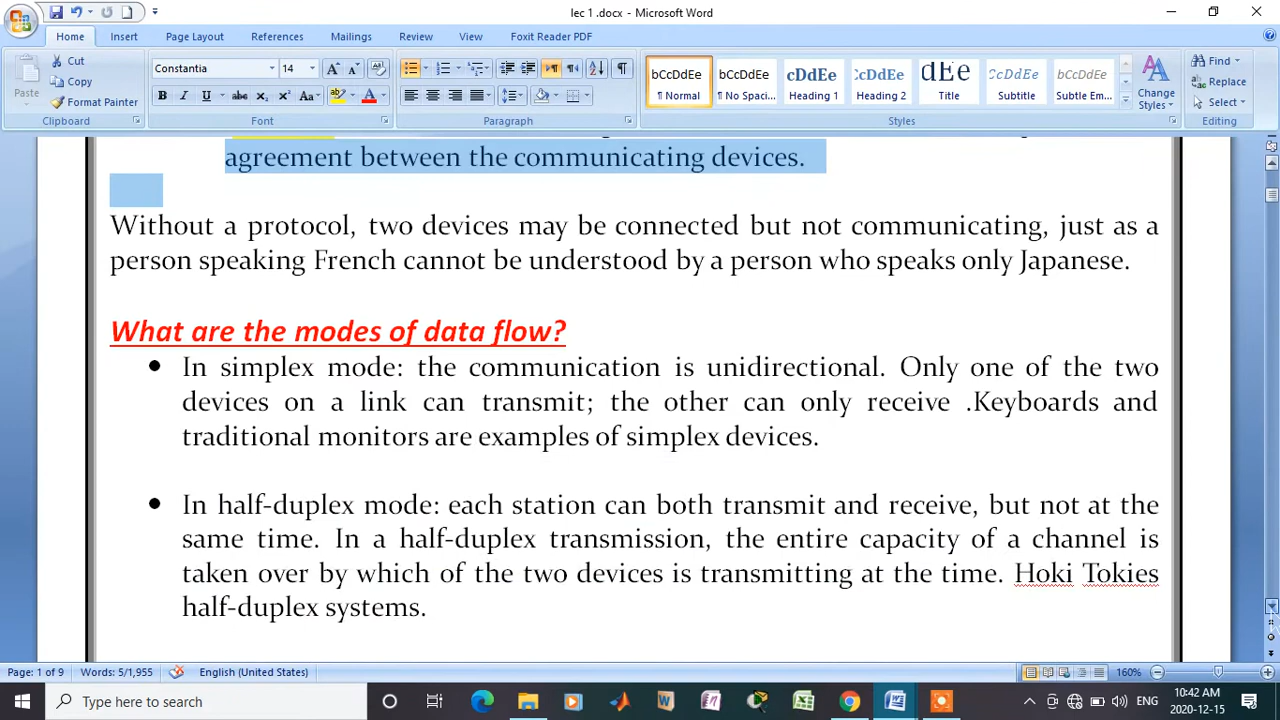 lec 1 .docx - Microsoft Word
Home Insert Page Layout References Mailings Review View Foxit Reader PDF
Paste
Cut
Copy
Format Painter
Clipboard
Constantia 14
Font
Paragraph
bCcDdEe bCcDdEe cDdEe bCcDdEe dEe bCcDdEe bCcDdEe
¶ Normal ¶ No Spaci... Heading 1 Heading 2 Title Subtitle Subtle Em...
Change Styles
Styles
Find
Replace
Select
Editing
agreement between the communicating devices.
Without a protocol, two devices may be connected but not communicating, just as a
person speaking French cannot be understood by a person who speaks only Japanese.
What are the modes of data flow?
• In simplex mode: the communication is unidirectional. Only one of the two
devices on a link can transmit; the other can only receive .Keyboards and
traditional monitors are examples of simplex devices.
• In half-duplex mode: each station can both transmit and receive, but not at the
same time. In a half-duplex transmission, the entire capacity of a channel is
taken over by which of the two devices is transmitting at the time. Hoki Tokies
half-duplex systems.
Page: 1 of 9 Words: 5/1,955 English (United States) 160%
Type here to search
ENG
10:42 AM
2020-12-15